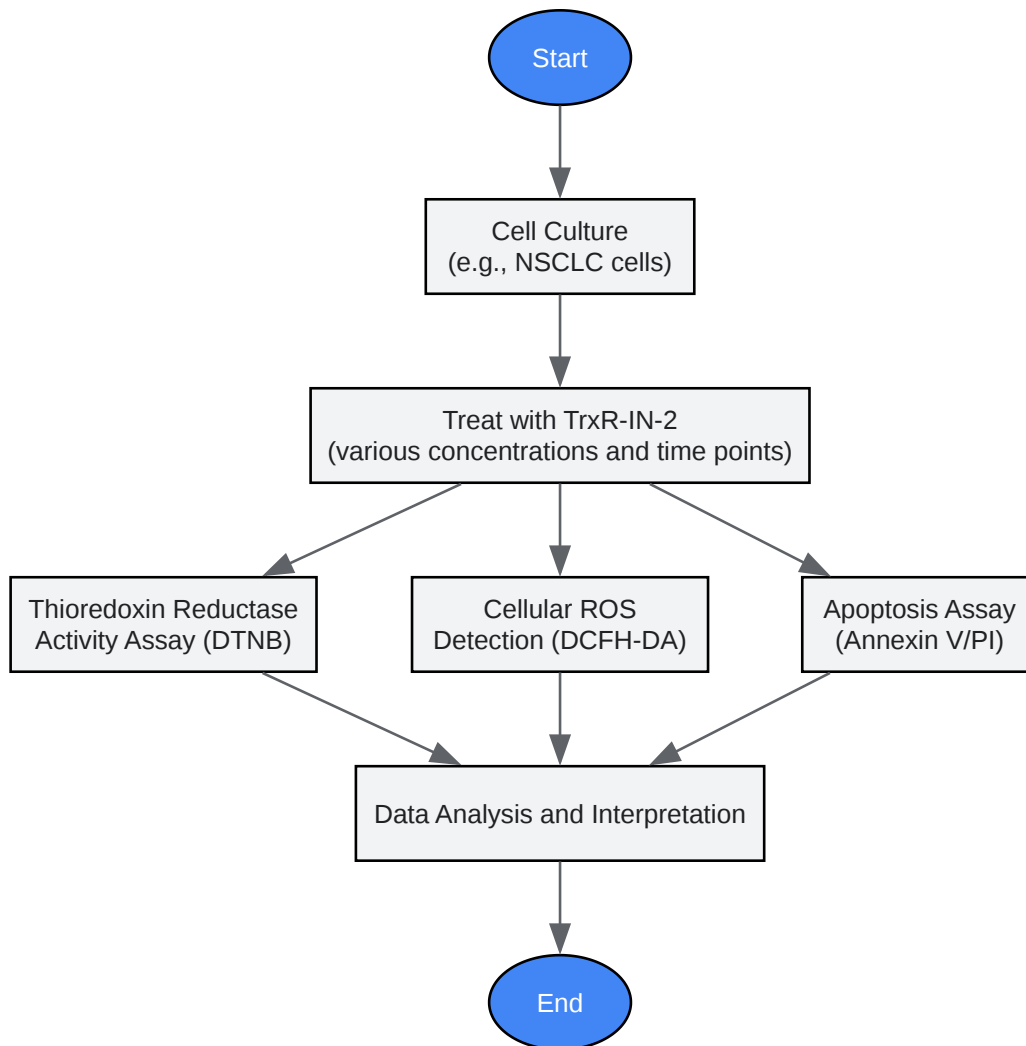 Start
Cell Culture
(e.g., NSCLC cells)
Treat with TrxR-IN-2
(various concentrations and time points)
Thioredoxin Reductase
Activity Assay (DTNB)
Cellular ROS
Detection (DCFH-DA)
Apoptosis Assay
(Annexin V/PI)
Data Analysis and Interpretation
End